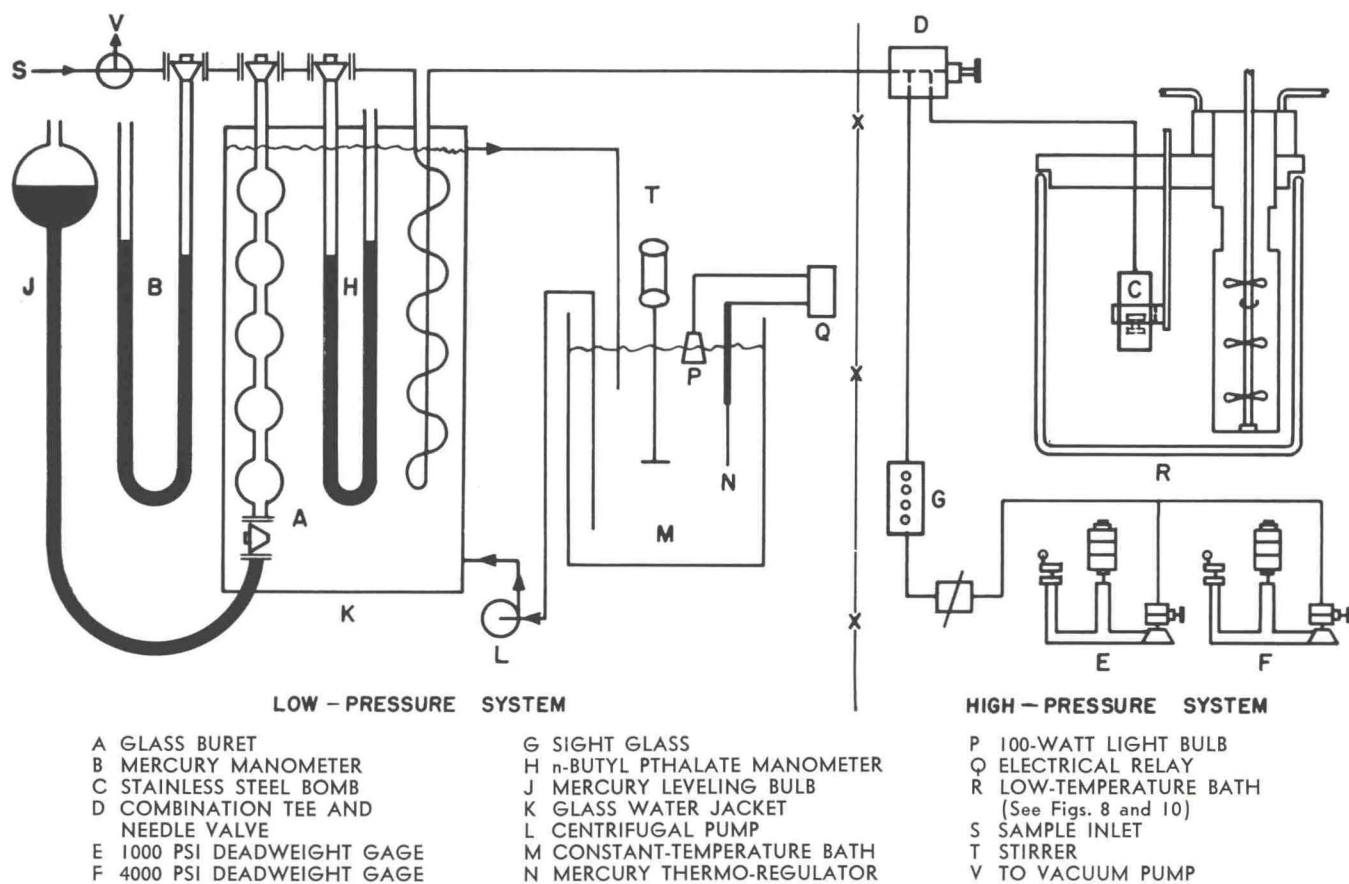 V
S
D
J
B
H
T
P
Q
C
N
M
G
A
K
L
R
E
F
X
X
X
LOW - PRESSURE SYSTEM
HIGH - PRESSURE SYSTEM
A GLASS BURET
B MERCURY MANOMETER
C STAINLESS STEEL BOMB
D COMBINATION TEE AND
NEEDLE VALVE
E 1000 PSI DEADWEIGHT GAGE
F 4000 PSI DEADWEIGHT GAGE
G SIGHT GLASS
H n-BUTYL PTHALATE MANOMETER
J MERCURY LEVELING BULB
K GLASS WATER JACKET
L CENTRIFUGAL PUMP
M CONSTANT-TEMPERATURE BATH
N MERCURY THERMO-REGULATOR
P 100-WATT LIGHT BULB
Q ELECTRICAL RELAY
R LOW-TEMPERATURE BATH
(See Figs. 8 and 10)
S SAMPLE INLET
T STIRRER
V TO VACUUM PUMP